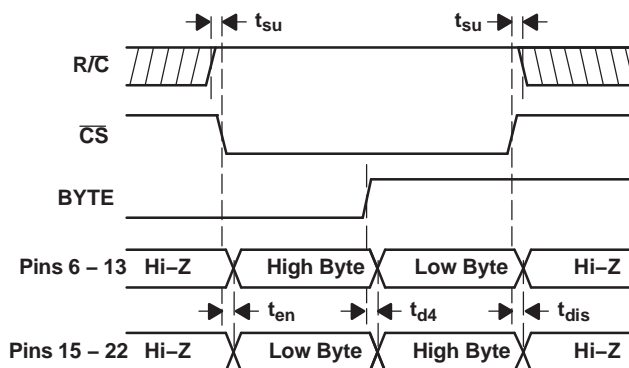 tsu tsu
R/C̅
C̅S̅
BYTE
Pins 6 – 13 Hi–Z High Byte Low Byte Hi–Z
ten td4 tdis
Pins 15 – 22 Hi–Z Low Byte High Byte Hi–Z